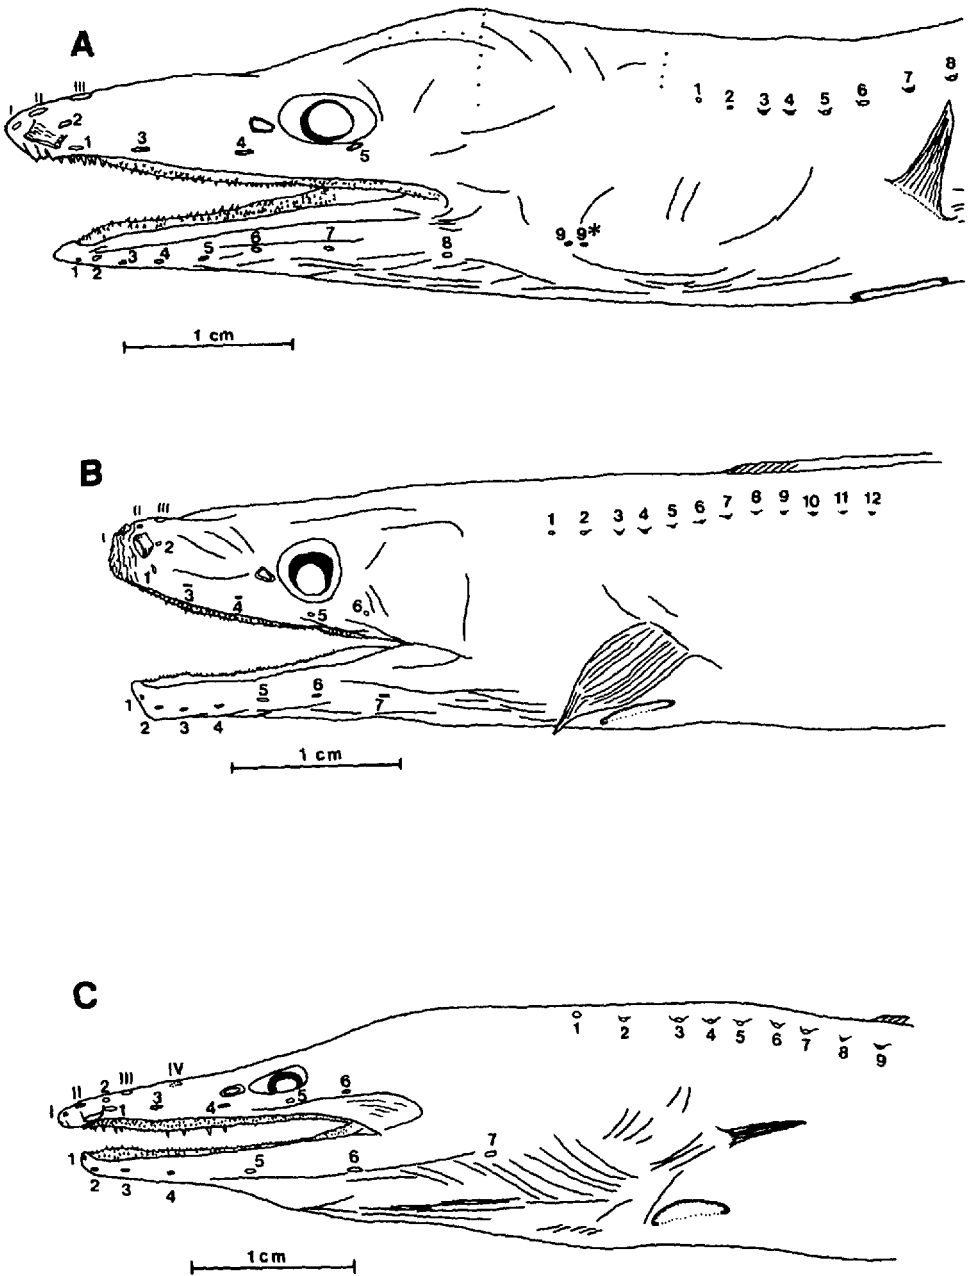 A
I II III
2
1 3 4 5
1 2 3 4 5 6 7 8
9 9*
1 2 3 4 5 6 7 8
1 cm
B
I II III
2
1 3 4 5 6
1 2 3 4 5 6 7 8 9 10 11 12
1 2 3 4 5 6 7
1 cm
C
I II III IV
2
1 3 4 5 6
1 2 3 4 5 6 7 8 9
1 2 3 4 5 6 7
1 cm